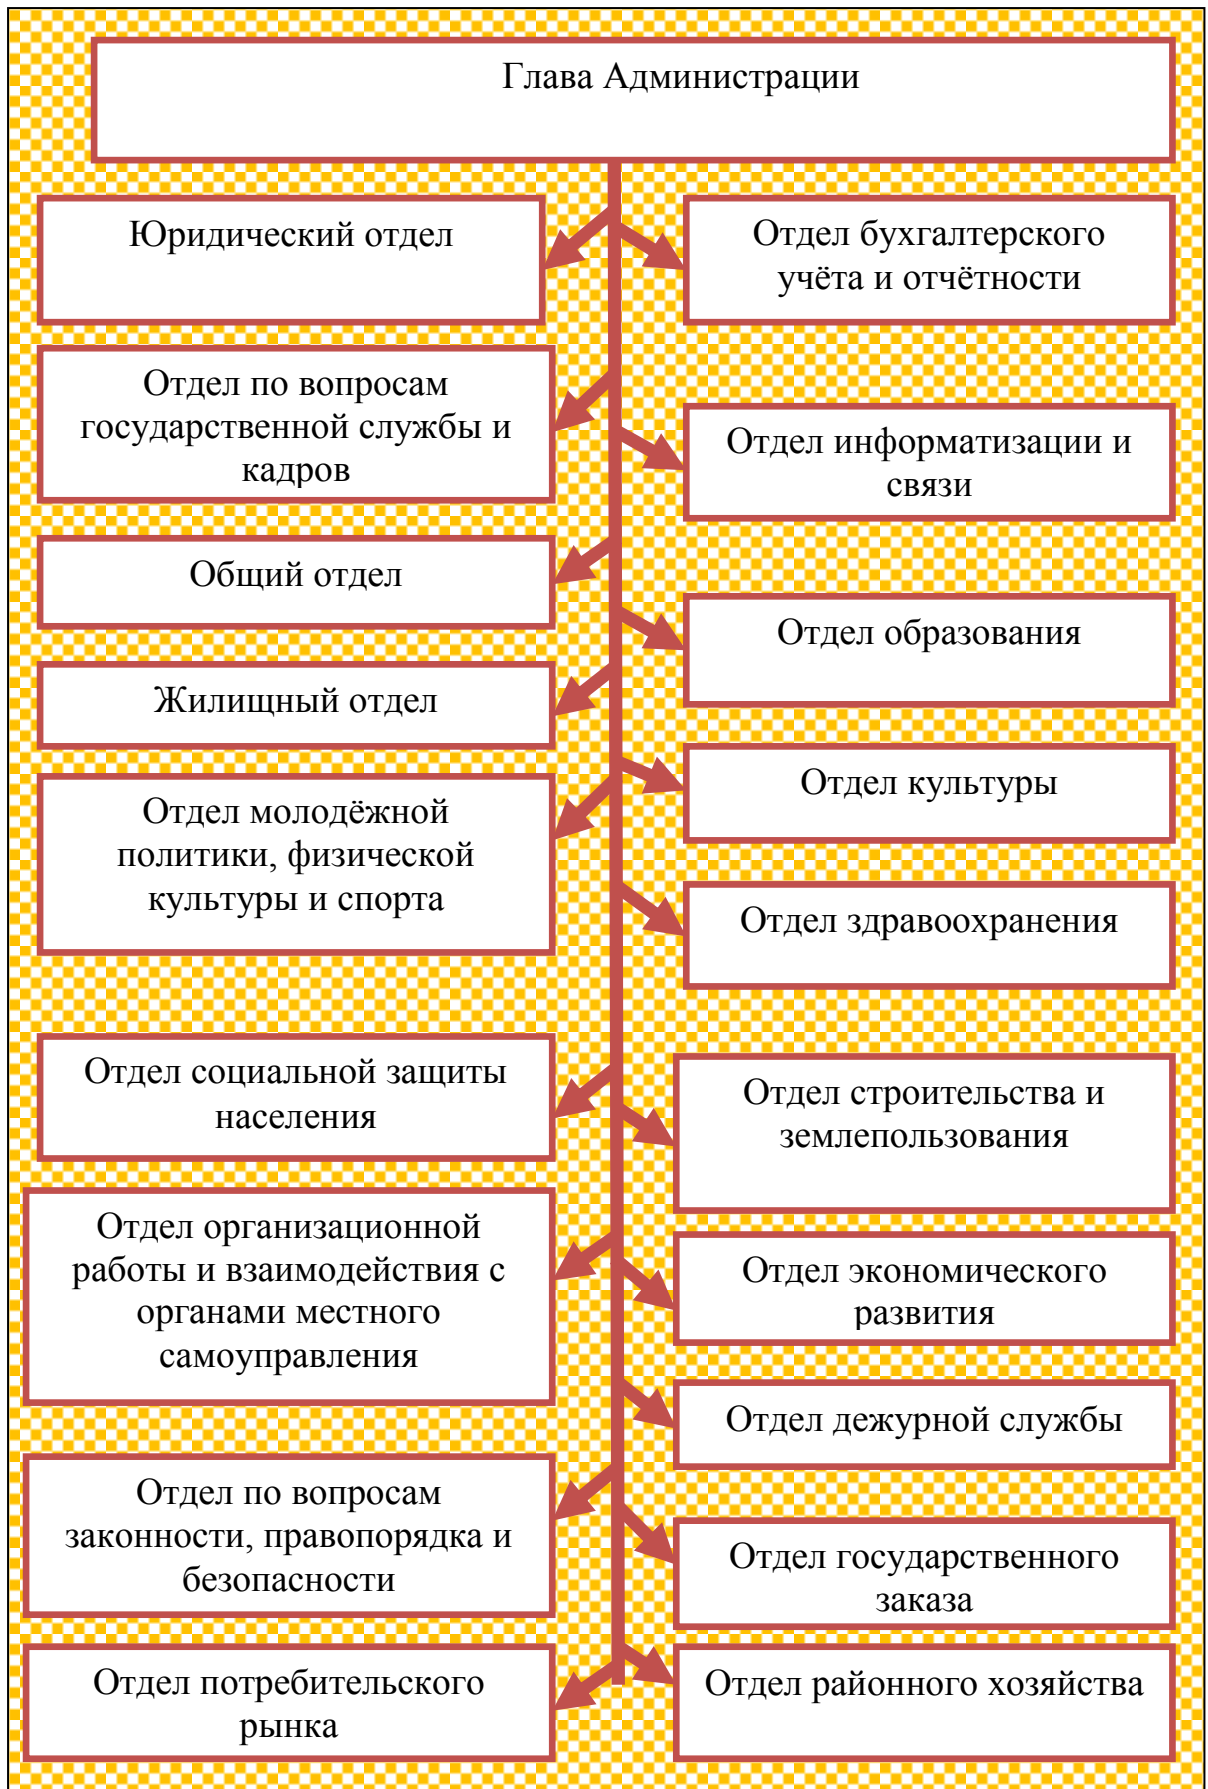 Глава Администрации
Юридический отдел
Отдел бухгалтерского
учёта и отчётности
Отдел по вопросам
государственной службы и
кадров
Отдел информатизации и
связи
Общий отдел
Отдел образования
Жилищный отдел
Отдел культуры
Отдел молодёжной
политики, физической
культуры и спорта
Отдел здравоохранения
Отдел социальной защиты
населения
Отдел строительства и
землепользования
Отдел организационной
работы и взаимодействия с
органами местного
самоуправления
Отдел экономического
развития
Отдел дежурной службы
Отдел по вопросам
законности, правопорядка и
безопасности
Отдел государственного
заказа
Отдел потребительского
рынка
Отдел районного хозяйства